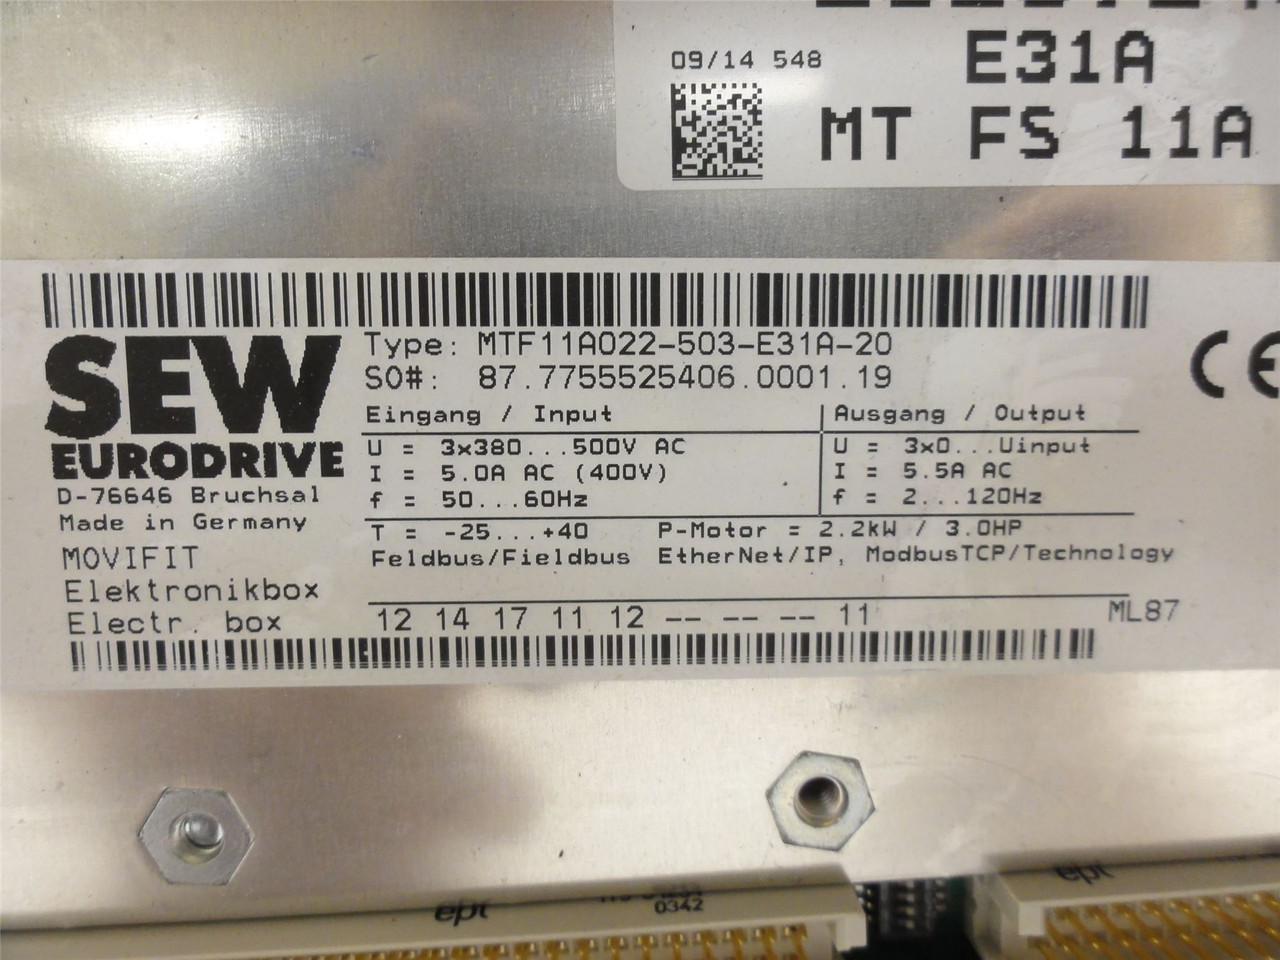 09/14 548
E31A
MT FS 11A
SEW
EURODRIVE
D-76646 Bruchsal
Made in Germany
MOVIFIT
Elektronikbox
Electr. box
Type: MTF11A022-503-E31A-20
SO#: 87.7755525406.0001.19
Eingang / Input
U = 3x380...500V AC
I = 5.0A AC (400V)
f = 50...60Hz
Ausgang / Output
U = 3x0...Uinput
I = 5.5A AC
f = 2...120Hz
T = -25...+40 P-Motor = 2.2kW / 3.0HP
Feldbus/Fieldbus EtherNet/IP, ModbusTCP/Technology
12 14 17 11 12 -- -- -- 11
ML87
CE
ept
0342
ept